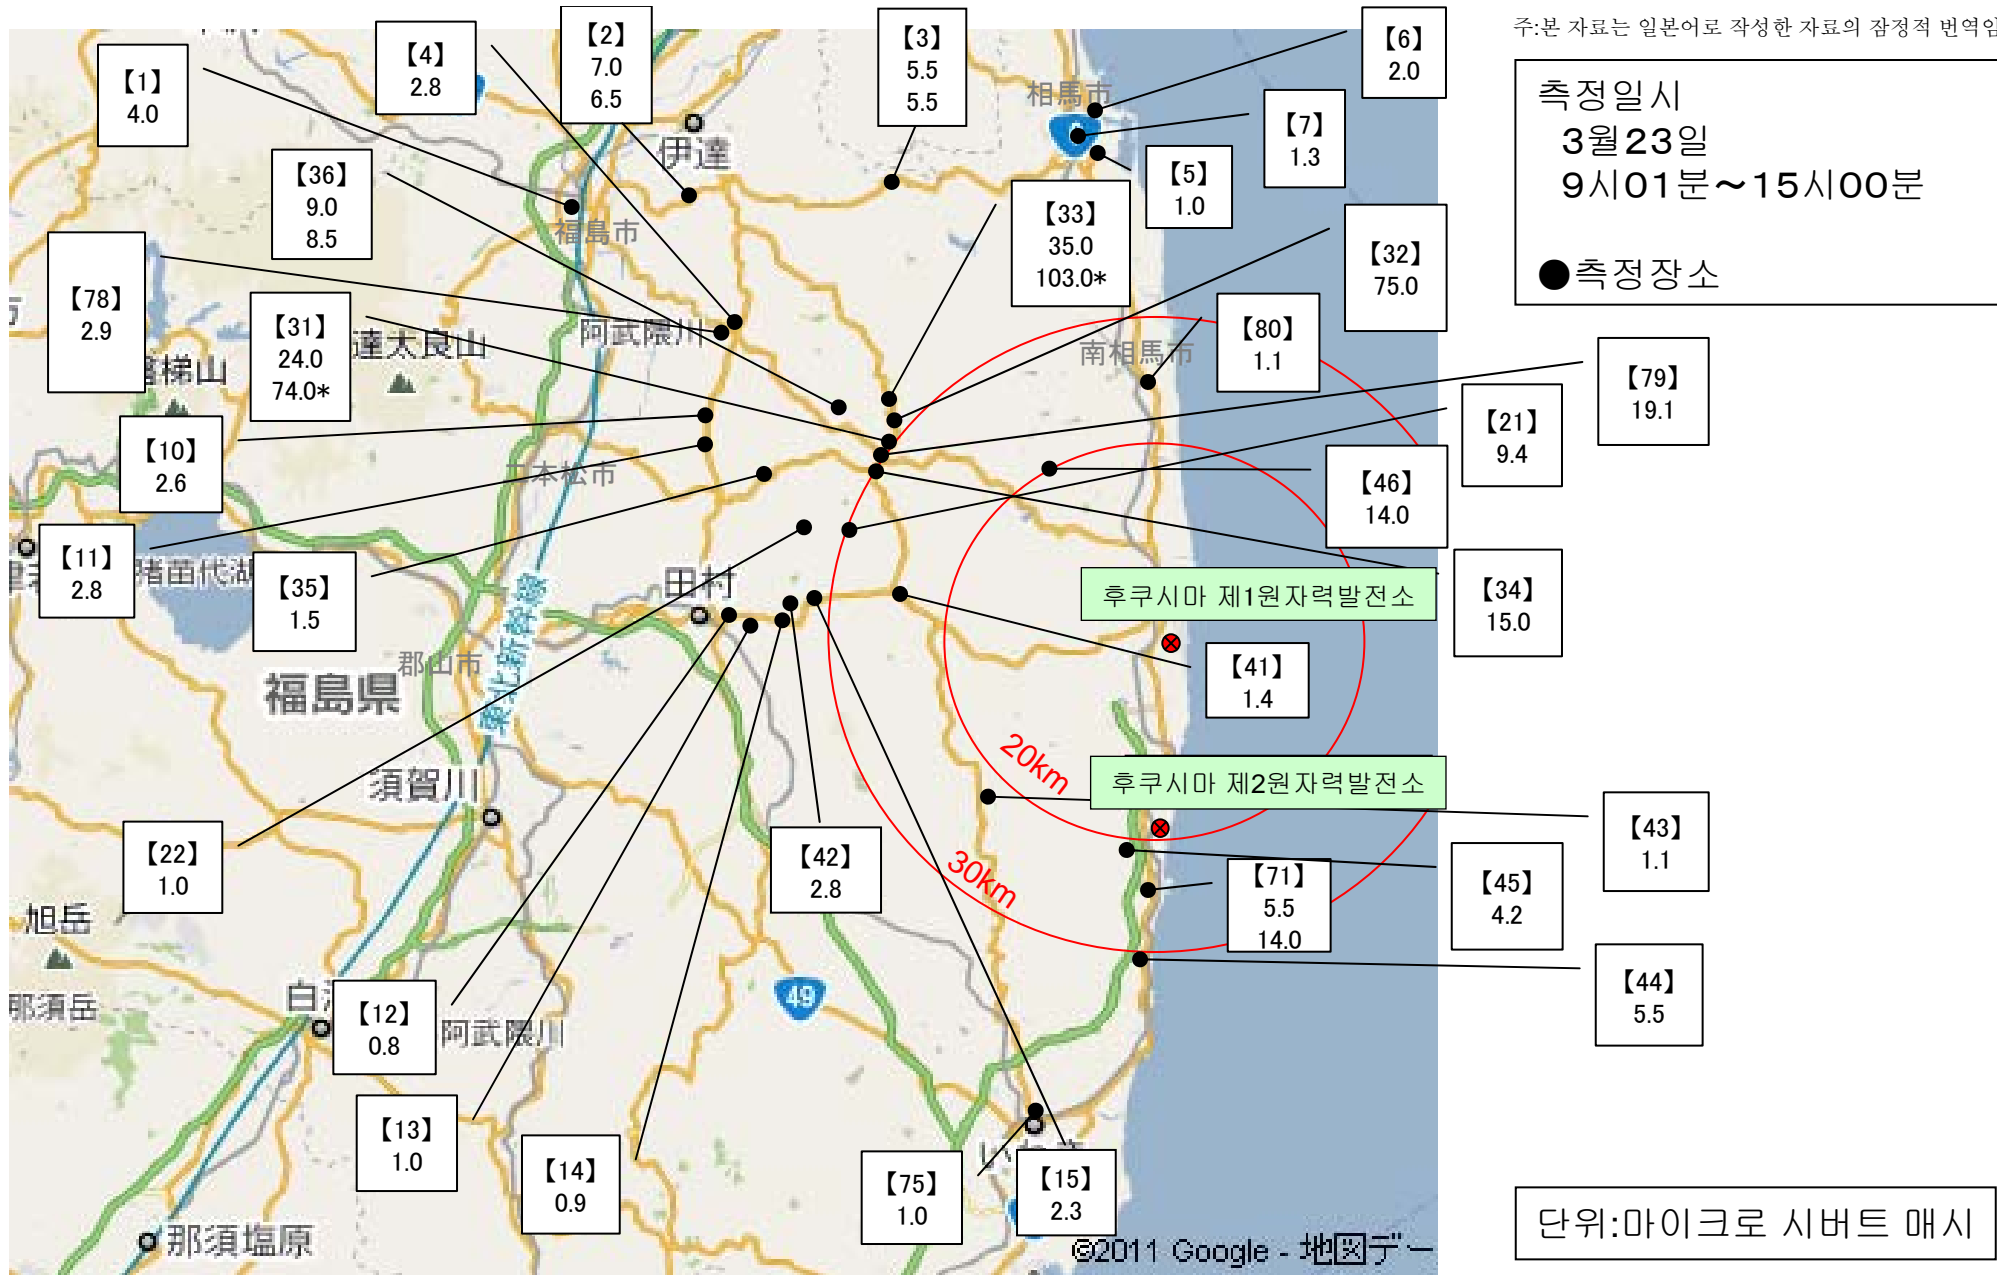 주:본 자료는 일본어로 작성한 자료의 잠정적 번역임
측정일시
3월23일
9시01분～15시00분
●측정장소
【1】
4.0
【4】
2.8
【2】
7.0
6.5
【3】
5.5
5.5
【6】
2.0
【7】
1.3
【5】
1.0
【36】
9.0
8.5
【33】
35.0
103.0*
【32】
75.0
【78】
2.9
【31】
24.0
74.0*
【80】
1.1
【79】
19.1
【21】
9.4
【10】
2.6
【46】
14.0
【11】
2.8
【35】
1.5
【34】
15.0
후쿠시마 제1원자력발전소
【41】
1.4
후쿠시마 제2원자력발전소
【43】
1.1
【22】
1.0
【42】
2.8
【71】
5.5
14.0
【45】
4.2
【44】
5.5
【12】
0.8
【13】
1.0
【14】
0.9
【75】
1.0
【15】
2.3
20km
30km
相馬市
伊達
福島市
阿武隈川
南相馬市
達太良山
梯山
二本松市
猪苗代湖
田村
郡山市
福島県
東北新幹線
須賀川
旭岳
那須岳
白
阿武隈川
49
那須塩原
©2011 Google - 地図デー
단위:마이크로 시버트 매시